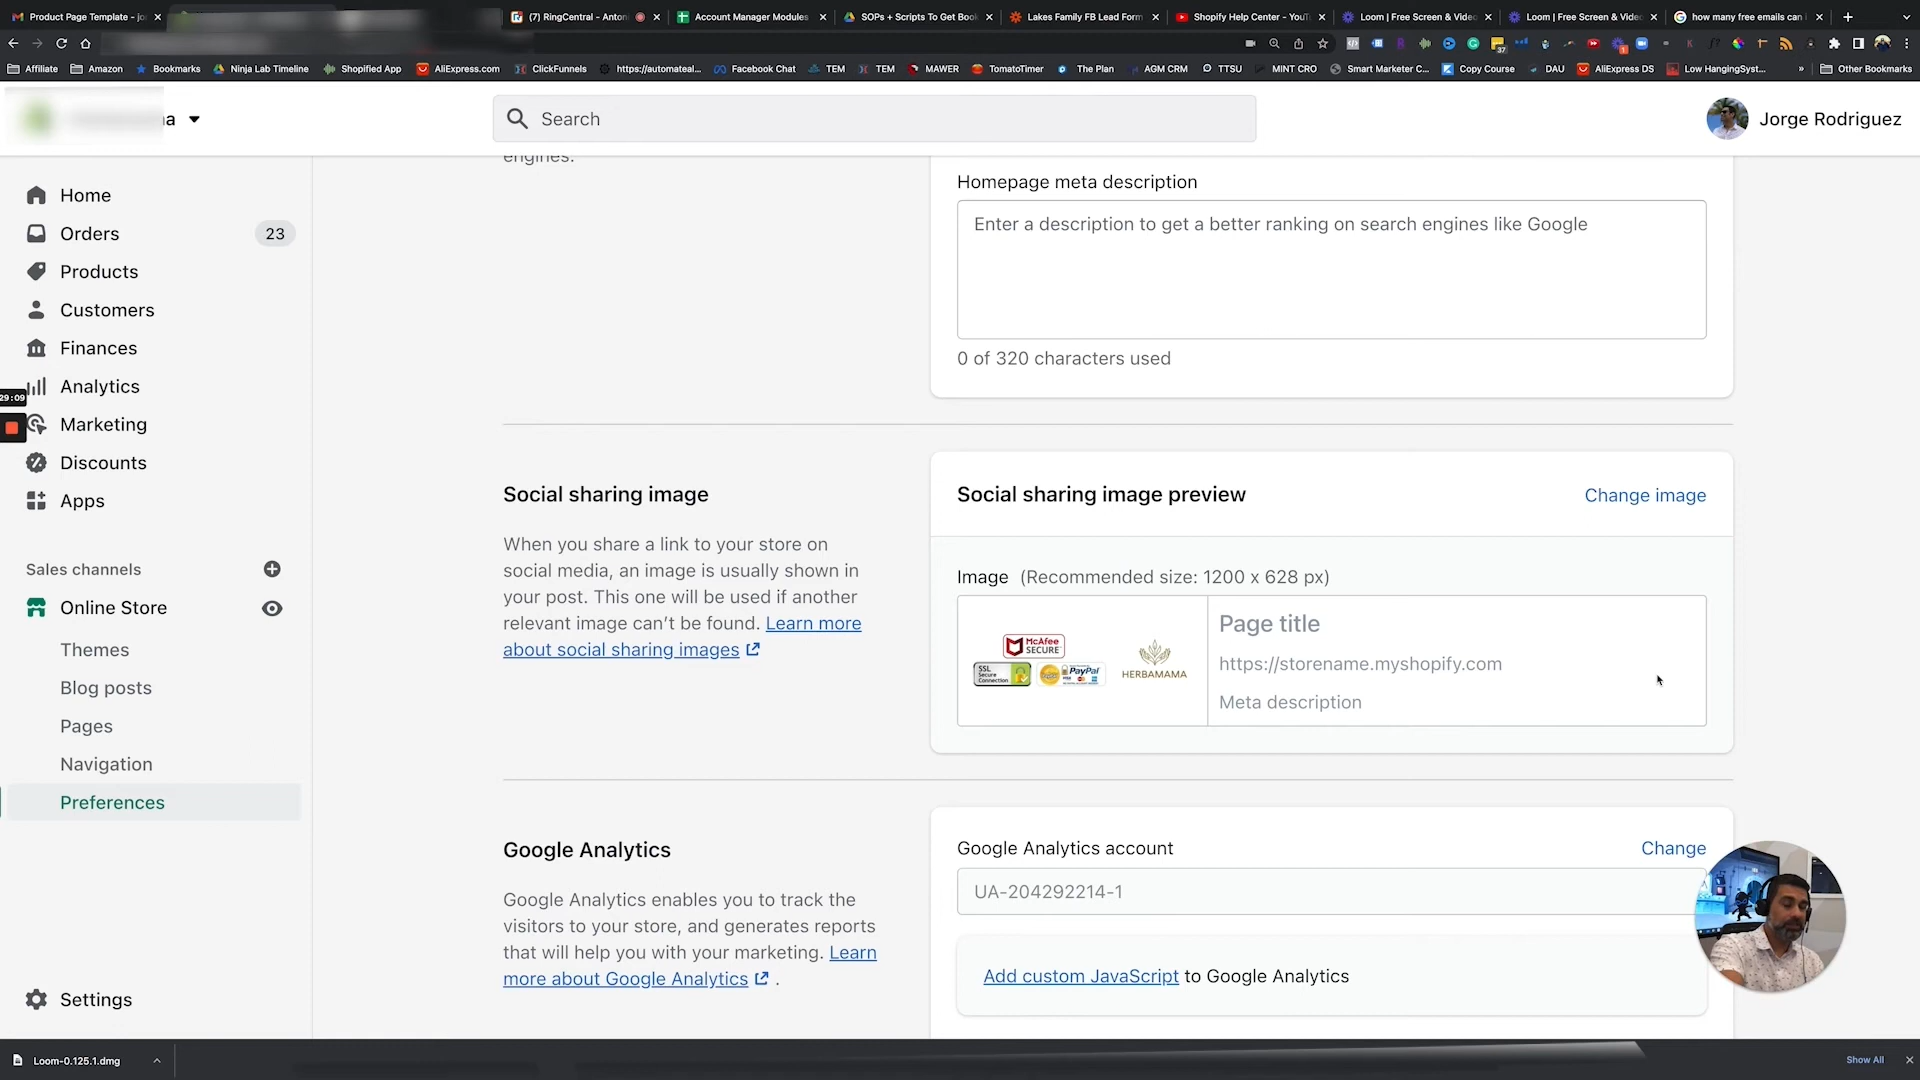 Product Page Template - jo
(7) RingCentral - Antoni
Account Manager Modules
SOPs + Scripts To Get Book
Lakes Family FB Lead Form
Shopify Help Center - YouT
Loom | Free Screen & Video
Loom | Free Screen & Video
how many free emails can i
Affiliate
Amazon
Bookmarks
Ninja Lab Timeline
Shopified App
AliExpress.com
ClickFunnels
https://automateal...
Facebook Chat
TEM
TEM
MAWER
TomatoTimer
The Plan
AGM CRM
TTSU
MINT CRO
Smart Marketer C...
Copy Course
DAU
AliExpress DS
Low HangingSyst...
»
Other Bookmarks
Search
Jorge Rodriguez
Home
Orders
23
Products
Customers
Finances
Analytics
29:09
Marketing
Discounts
Apps
Sales channels
Online Store
Themes
Blog posts
Pages
Navigation
Preferences
Settings
engines.
Homepage meta description
Enter a description to get a better ranking on search engines like Google
0 of 320 characters used
Social sharing image
When you share a link to your store on
social media, an image is usually shown in
your post. This one will be used if another
relevant image can’t be found. Learn more
about social sharing images
Social sharing image preview
Change image
Image (Recommended size: 1200 x 628 px)
McAfee
SECURE
SSL
Secure
Connection
PayPal
VISA
HERBAMAMA
Page title
https://storename.myshopify.com
Meta description
Google Analytics
Google Analytics enables you to track the
visitors to your store, and generates reports
that will help you with your marketing. Learn
more about Google Analytics .
Google Analytics account
Change
UA-204292214-1
Add custom JavaScript to Google Analytics
Loom-0.125.1.dmg
Show All